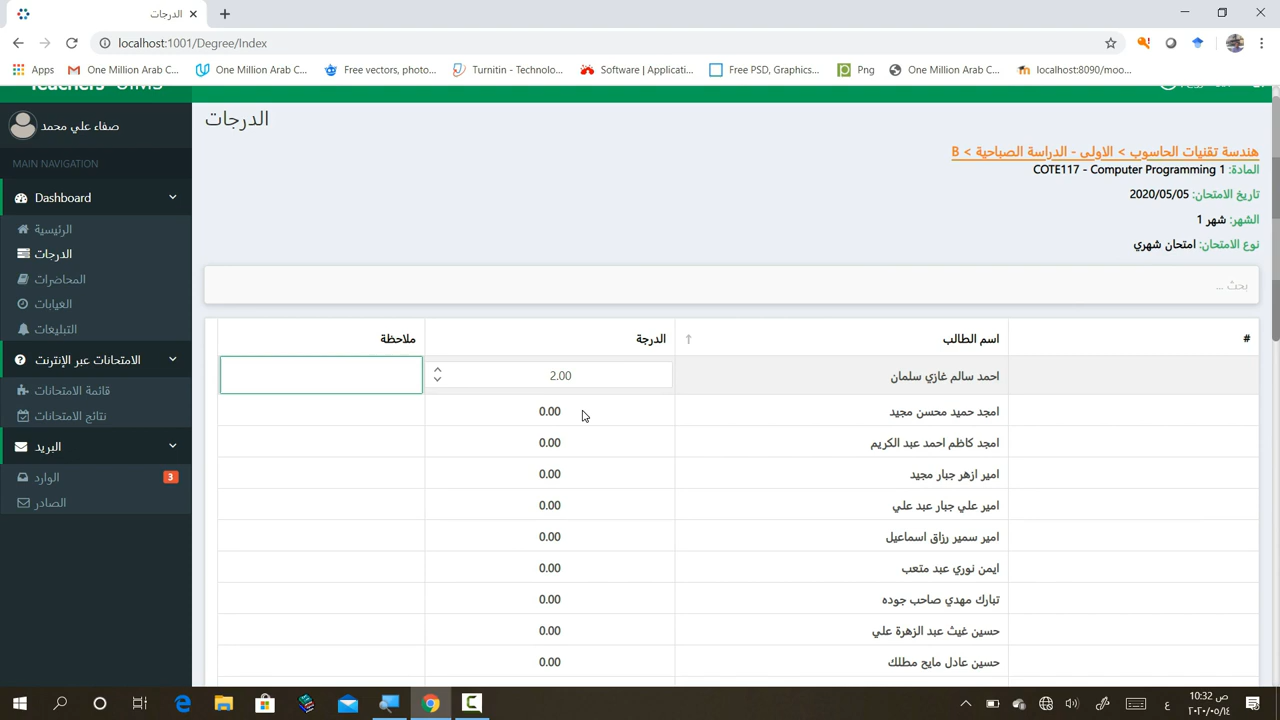 الدرجات
localhost:1001/Degree/Index
Apps
One Million Arab C...
One Million Arab C...
Free vectors, photo...
Turnitin - Technolo...
Software | Applicati...
Free PSD, Graphics...
Png
One Million Arab C...
localhost:8090/moo...
Teachers
صفاء علي محمد
MAIN NAVIGATION
Dashboard
الرئيسية
الدرجات
المحاضرات
الغيابات
التبليغات
الامتحانات عبر الإنترنت
قائمة الامتحانات
نتائج الامتحانات
البريد
الوارد 3
الصادر
الدرجات
هندسة تقنيات الحاسوب > الاولى - الدراسة الصباحية > B
المادة: COTE117 - Computer Programming 1
تاريخ الامتحان: 2020/05/05
الشهر: شهر 1
نوع الامتحان: امتحان شهري
بحث ...
# اسم الطالب الدرجة ملاحظة
احمد سالم غازي سلمان 2.00
امجد حميد محسن مجيد 0.00
امجد كاظم احمد عبد الكريم 0.00
امير ازهر جبار مجيد 0.00
امير علي جبار عبد علي 0.00
امير سمير رزاق اسماعيل 0.00
ايمن نوري عبد متعب 0.00
تبارك مهدي صاحب جوده 0.00
حسين غيث عبد الزهرة علي 0.00
حسين عادل مايح مطلك 0.00
ع
10:32 ص
٢٠٢٠/٠٥/١٤